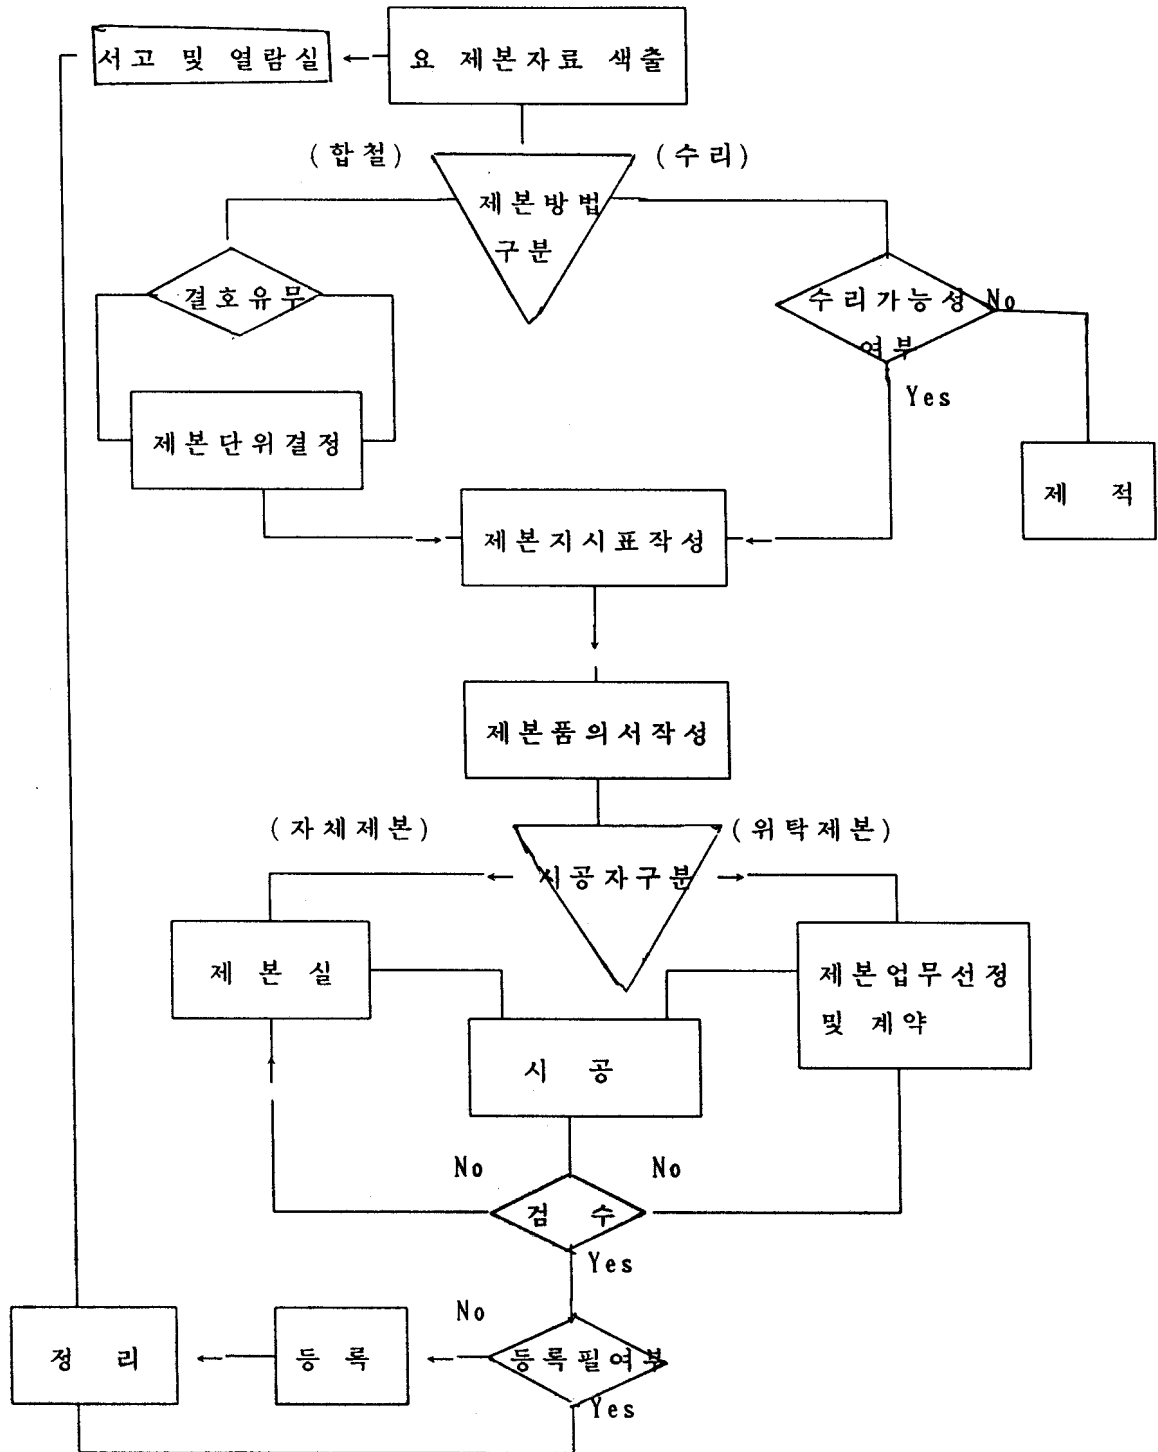 서고 및 열람실
요 제본자료 색출
(합철)
(수리)
제본방법
구분
결호유무
수리가능성
여부
No
Yes
제본단위결정
제 적
제본지시표작성
제본품의서작성
(자체제본)
(위탁제본)
시공자구분
제 본 실
제본업무선정
및 계약
시 공
No
No
검 수
Yes
No
정 리
등 록
등록필여부
Yes